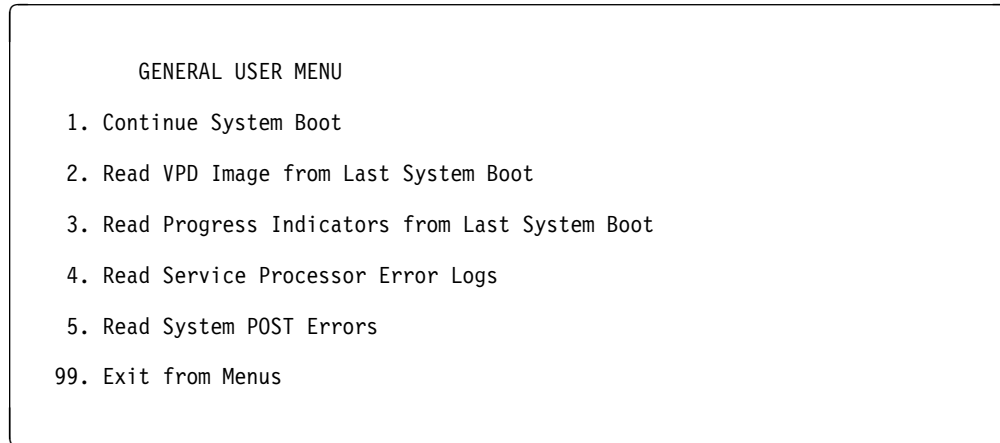 GENERAL USER MENU
1. Continue System Boot
2. Read VPD Image from Last System Boot
3. Read Progress Indicators from Last System Boot
4. Read Service Processor Error Logs
5. Read System POST Errors
99. Exit from Menus